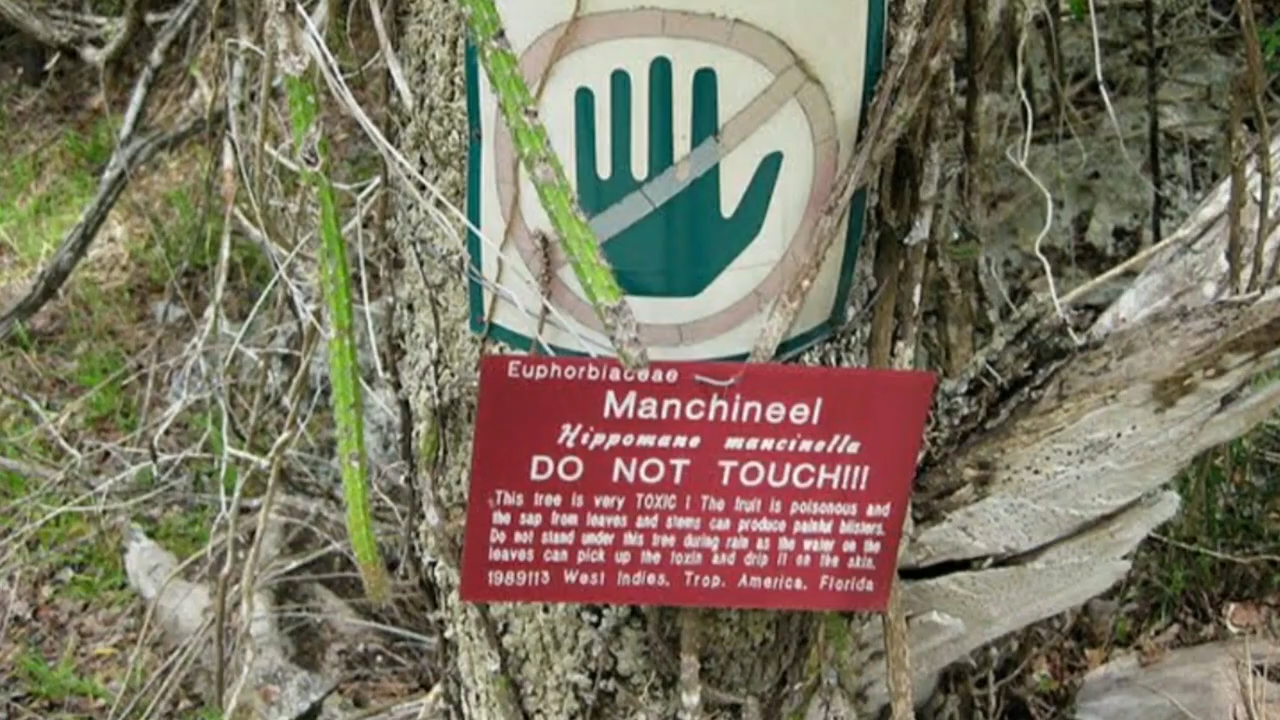 Euphorbiaceae
Manchineel
Hippomane mancinella
DO NOT TOUCH!!!
This tree is very TOXIC ! The fruit is poisonous and
the sap from leaves and stems can produce painful blisters.
Do not stand under this tree during rain as the water on the
leaves can pick up the toxin and drip it on the skin.
1989113 West Indies, Trop. America, Florida